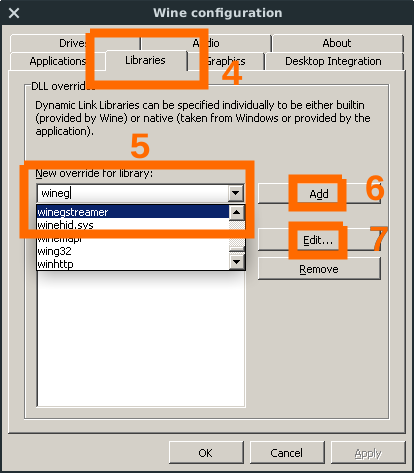 Wine configuration
Drives
Audio
About
Applications
Libraries
Graphics
Desktop Integration
4
DLL overrides
Dynamic Link Libraries can be specified individually to be either builtin
(provided by Wine) or native (taken from Windows or provided by the
application).
5
New override for library:
wineg
Add
6
winegstreamer
winehid.sys
winemapi
wing32
winhttp
Edit...
7
Remove
OK
Cancel
Apply